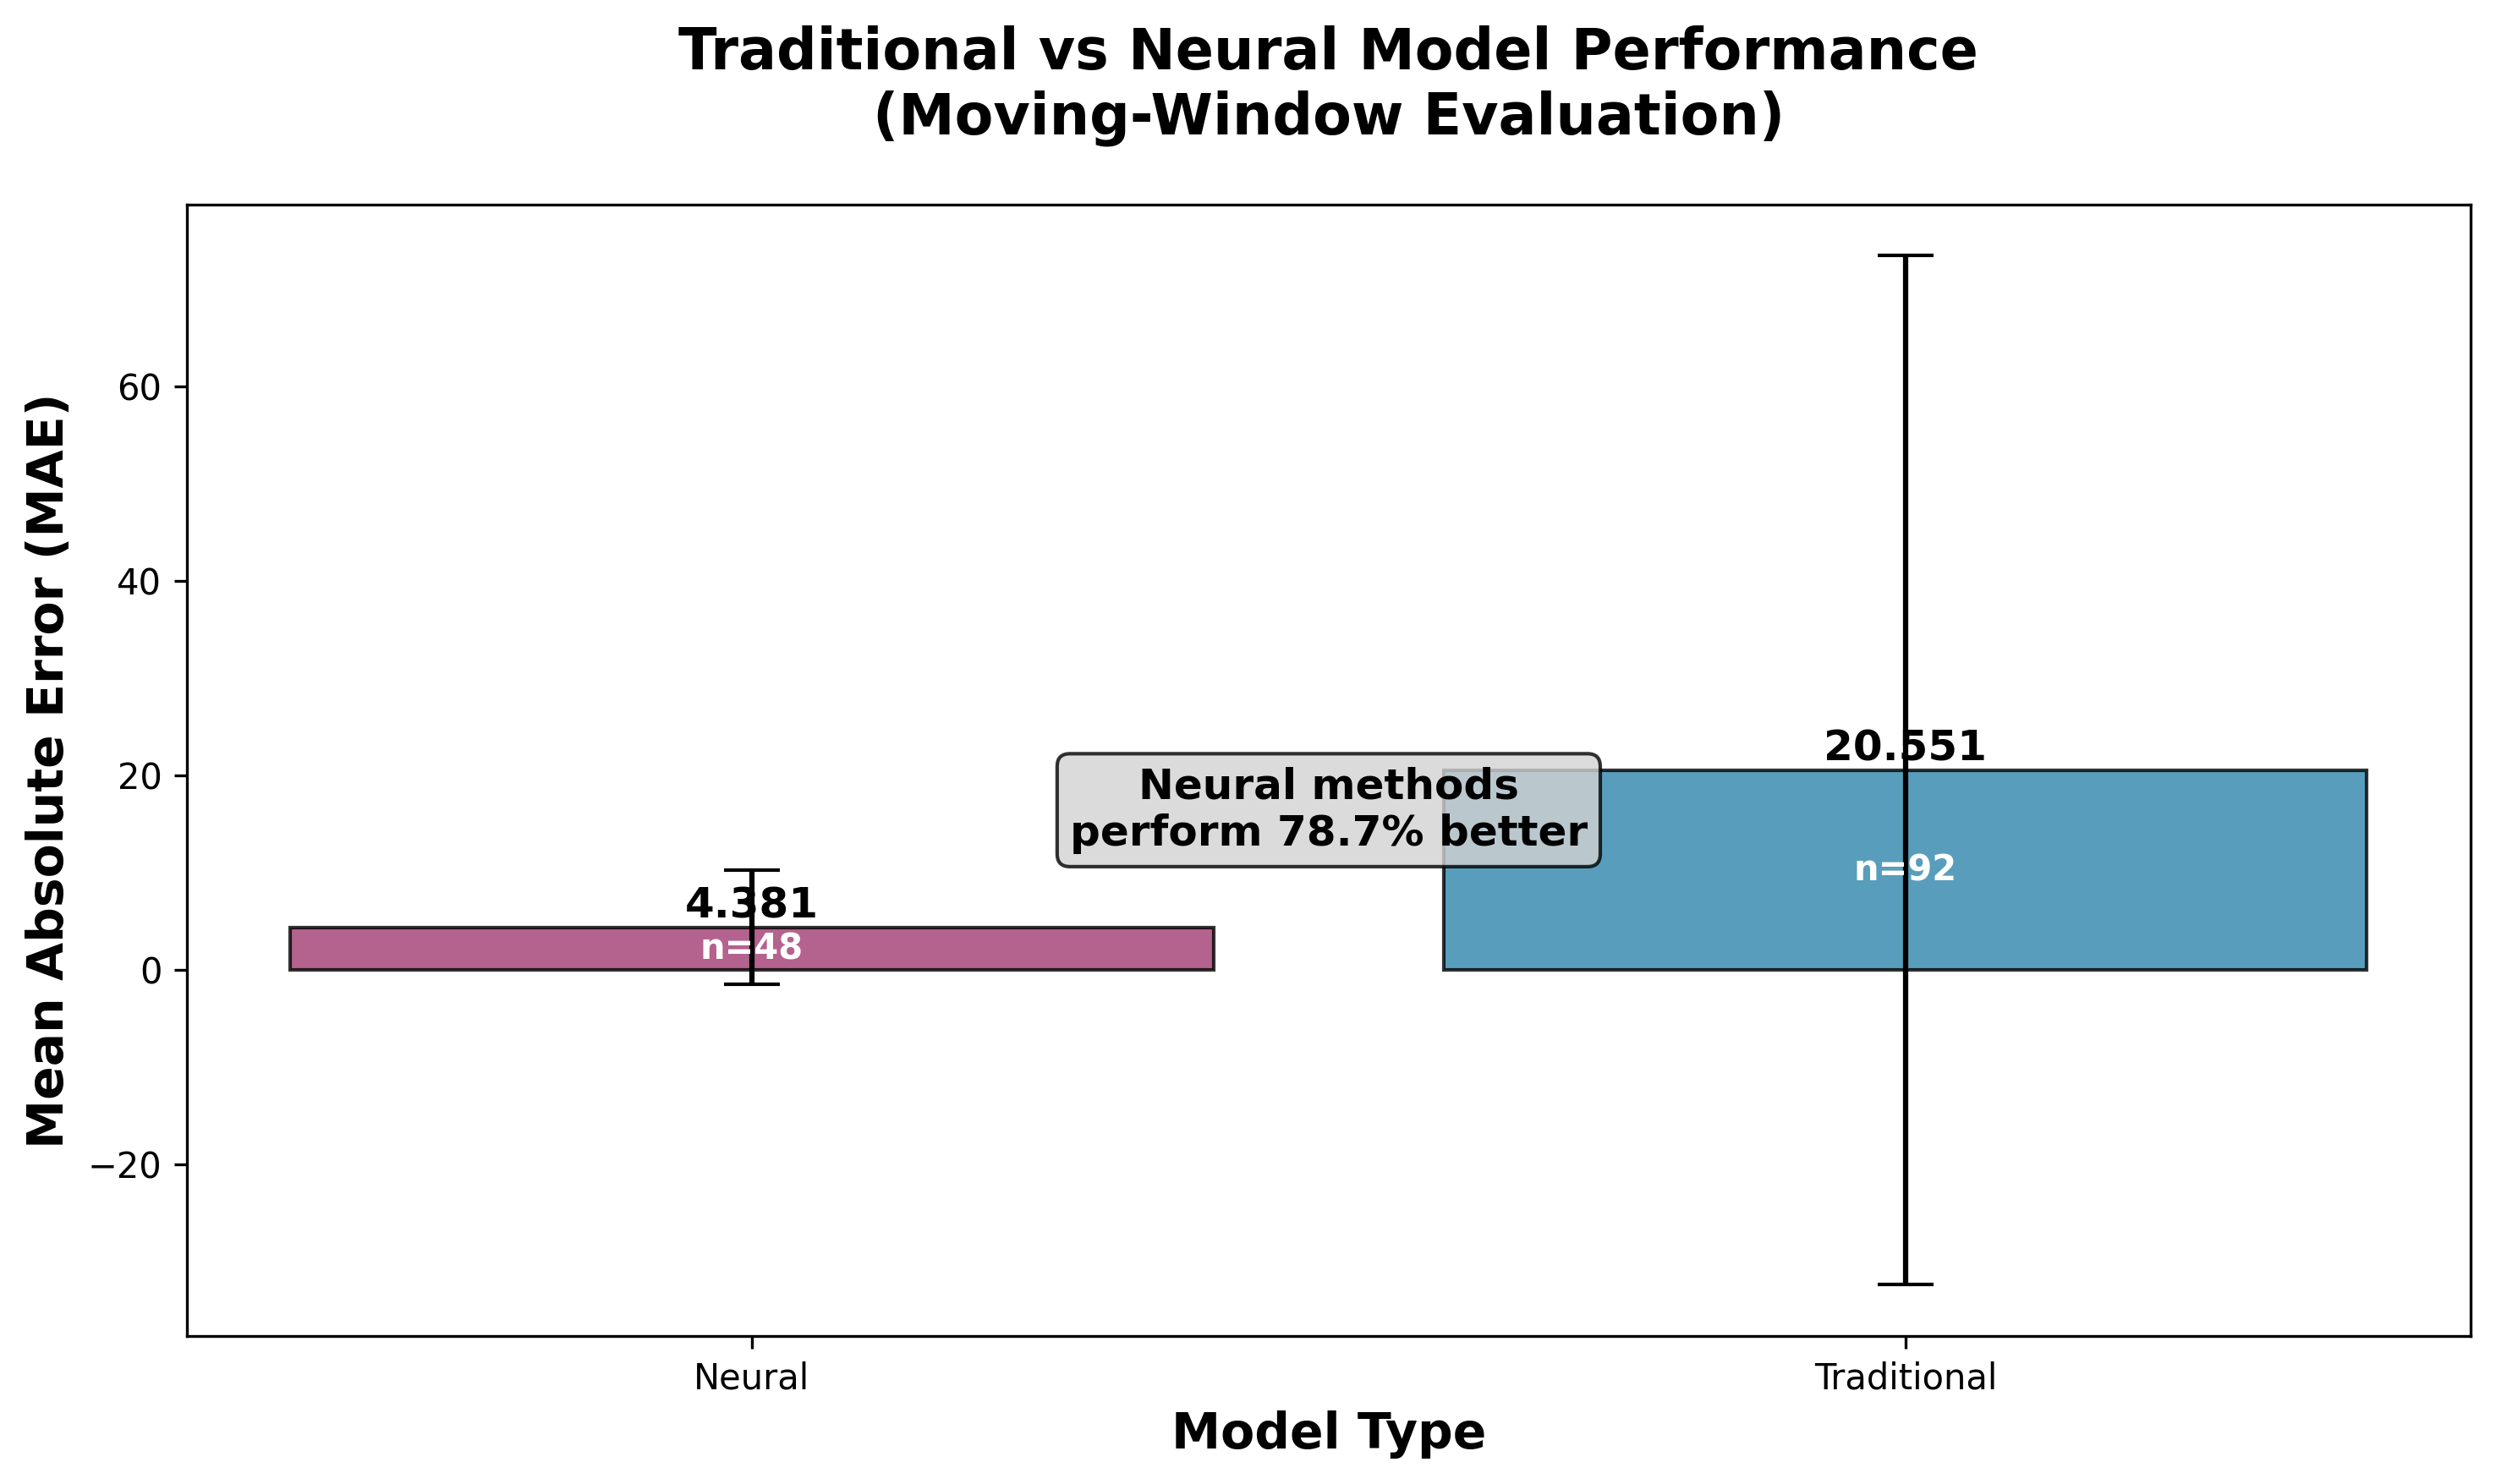 Traditional vs Neural Model Performance
(Moving-Window Evaluation)
Mean Absolute Error (MAE)
60
40
20
0
−20
4.381
n=48
Neural methods
perform 78.7% better
20.551
n=92
Neural
Traditional
Model Type